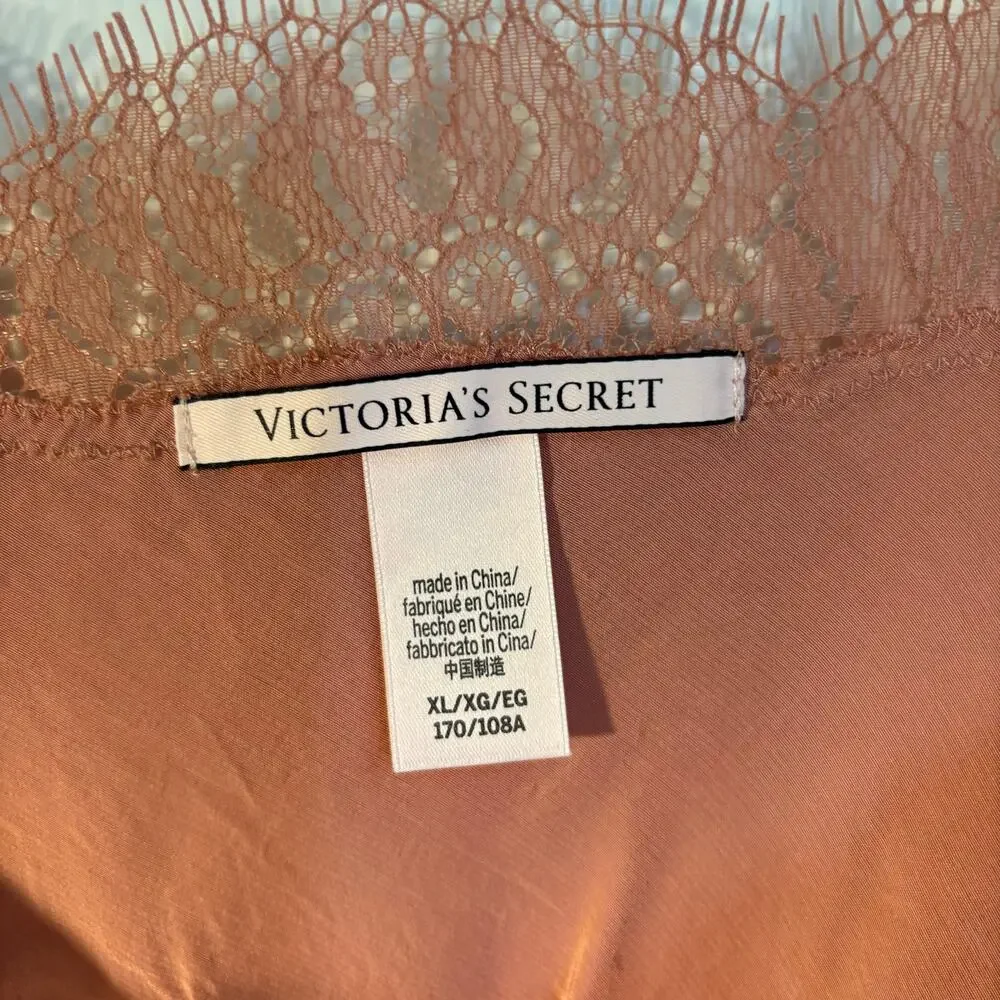 VICTORIA'S SECRET
made in China/
fabriqué en Chine/
hecho en China/
fabbricato in Cina/
中国制造
XL/XG/EG
170/108A